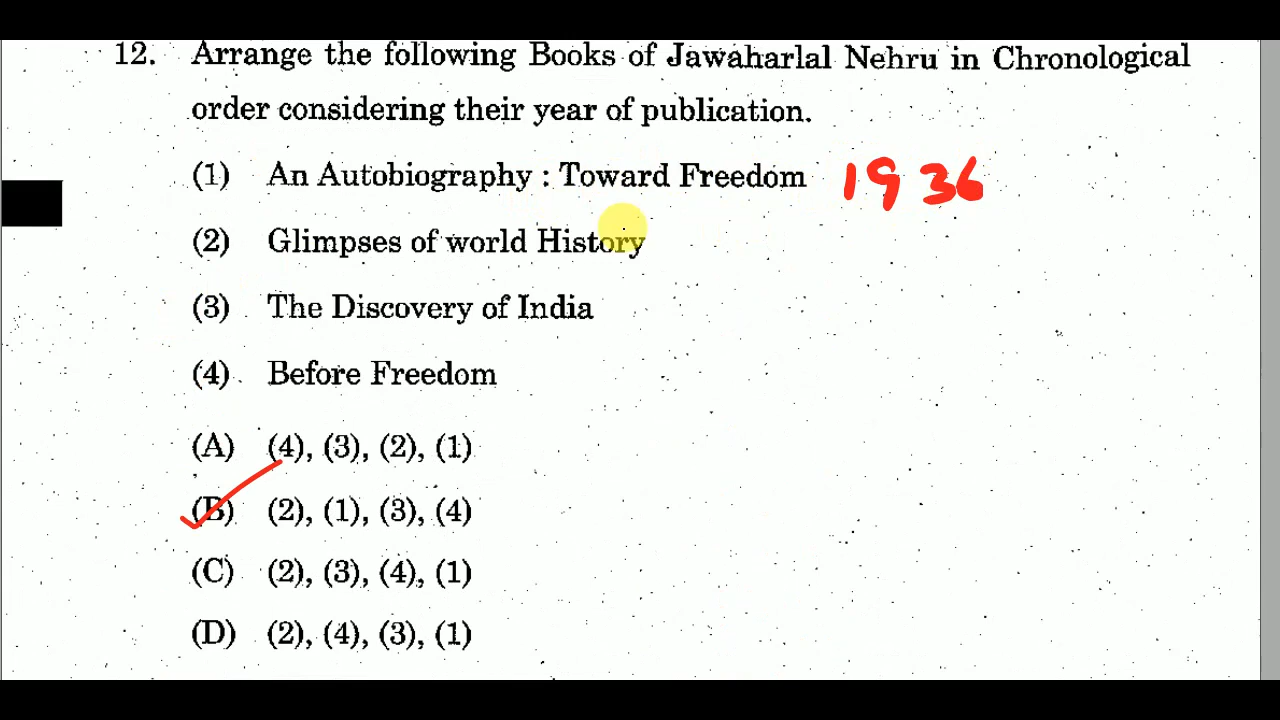 12. Arrange the following Books of Jawaharlal Nehru in Chronological
order considering their year of publication.
(1) An Autobiography : Toward Freedom 1936
(2) Glimpses of world History
(3) The Discovery of India
(4) Before Freedom
(A) (4), (3), (2), (1)
(B) (2), (1), (3), (4)
(C) (2), (3), (4), (1)
(D) (2), (4), (3), (1)